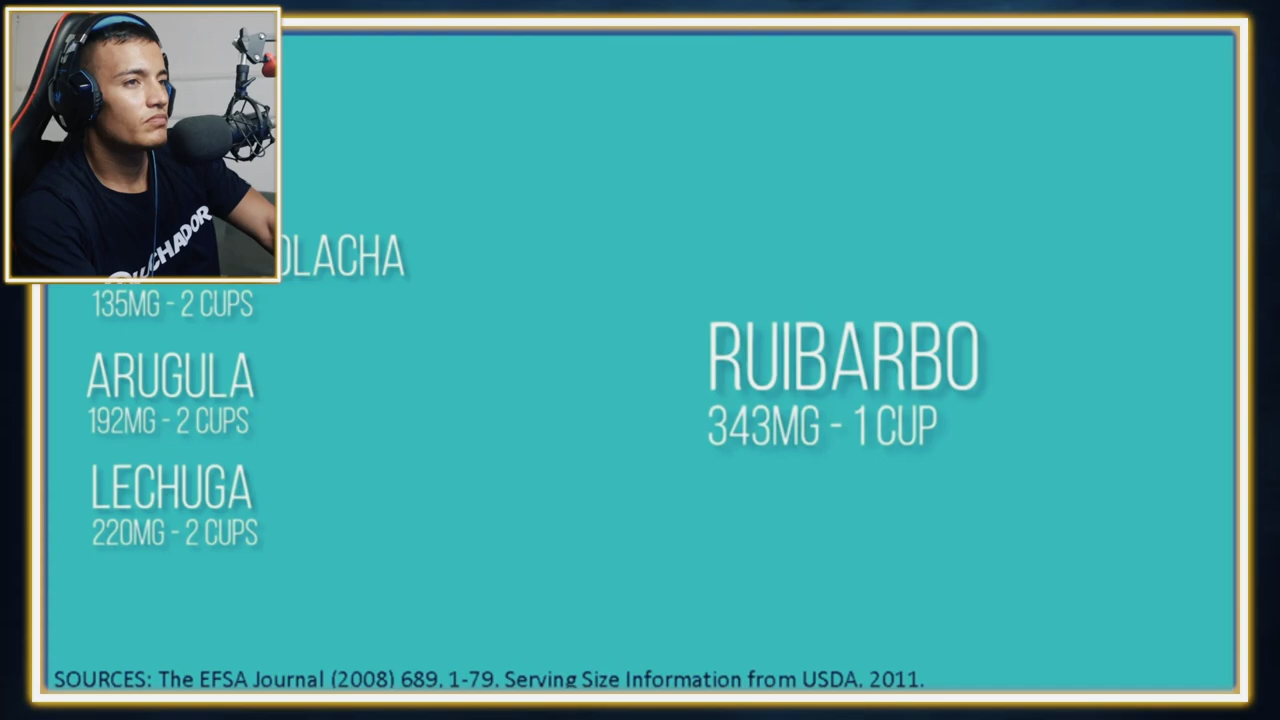 OLACHA
135MG - 2 CUPS
ARUGULA
192MG - 2 CUPS
LECHUGA
220MG - 2 CUPS
RUIBARBO
343MG - 1 CUP
SOURCES: The EFSA Journal (2008) 689, 1-79. Serving Size Information from USDA, 2011.